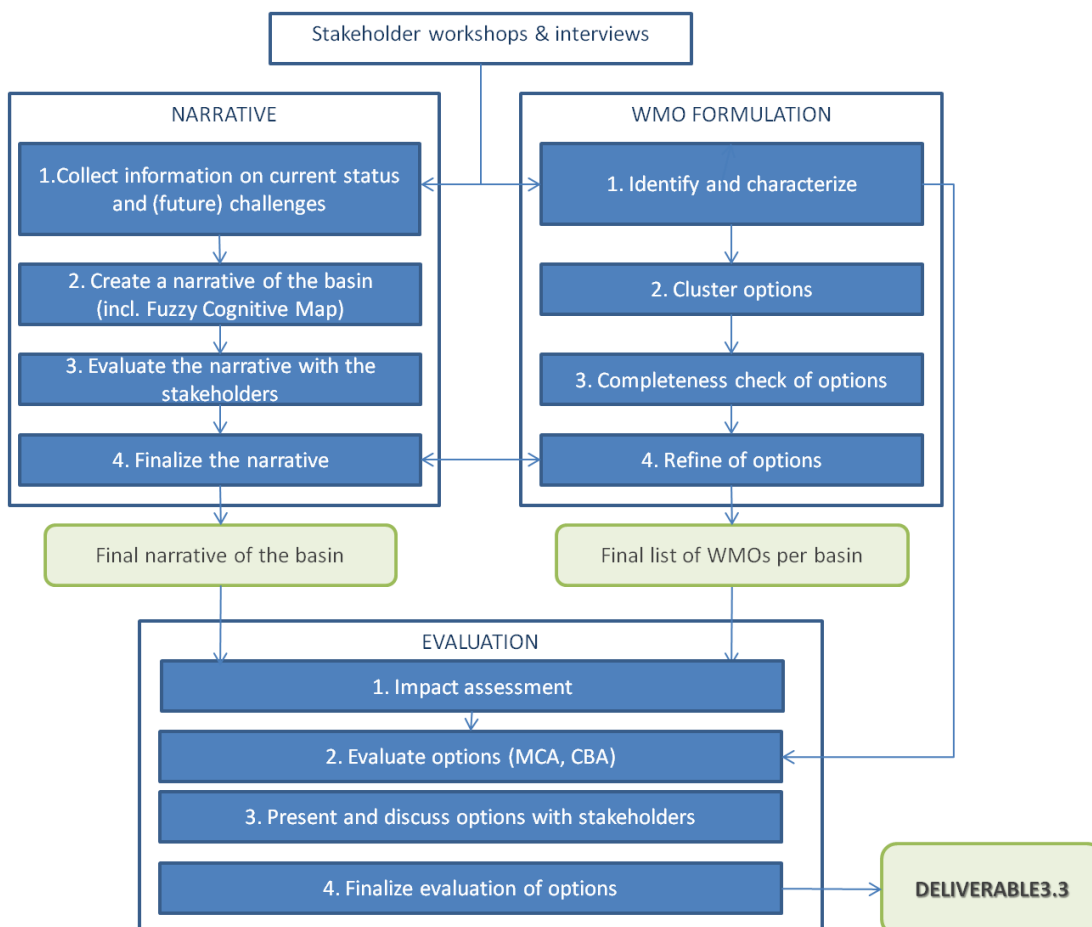 Stakeholder workshops & interviews
NARRATIVE
1.Collect information on current status
and (future) challenges
2. Create a narrative of the basin
(incl. Fuzzy Cognitive Map)
3. Evaluate the narrative with the
stakeholders
4. Finalize the narrative
Final narrative of the basin
WMO FORMULATION
1. Identify and characterize
2. Cluster options
3. Completeness check of options
4. Refine of options
Final list of WMOs per basin
EVALUATION
1. Impact assessment
2. Evaluate options (MCA, CBA)
3. Present and discuss options with stakeholders
4. Finalize evaluation of options
DELIVERABLE3.3